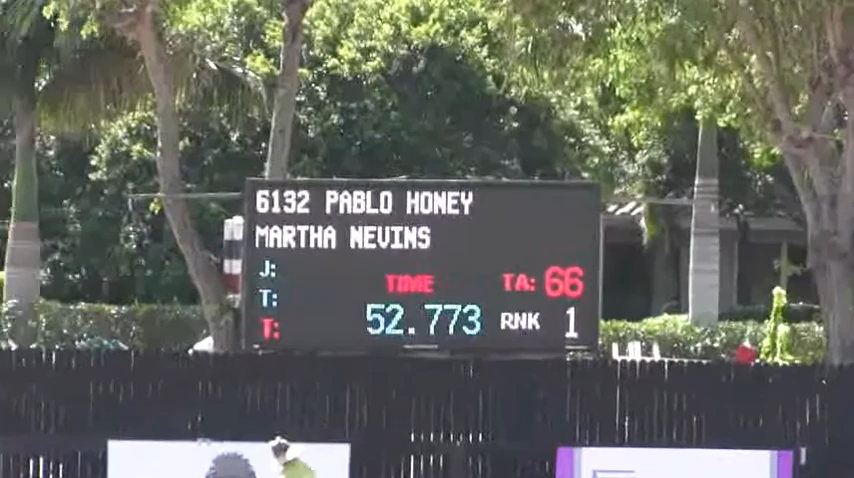 6132 PABLO HONEY
MARTHA NEVINS
J:
TIME TA: 66
T:
52.773 RNK 1
T: